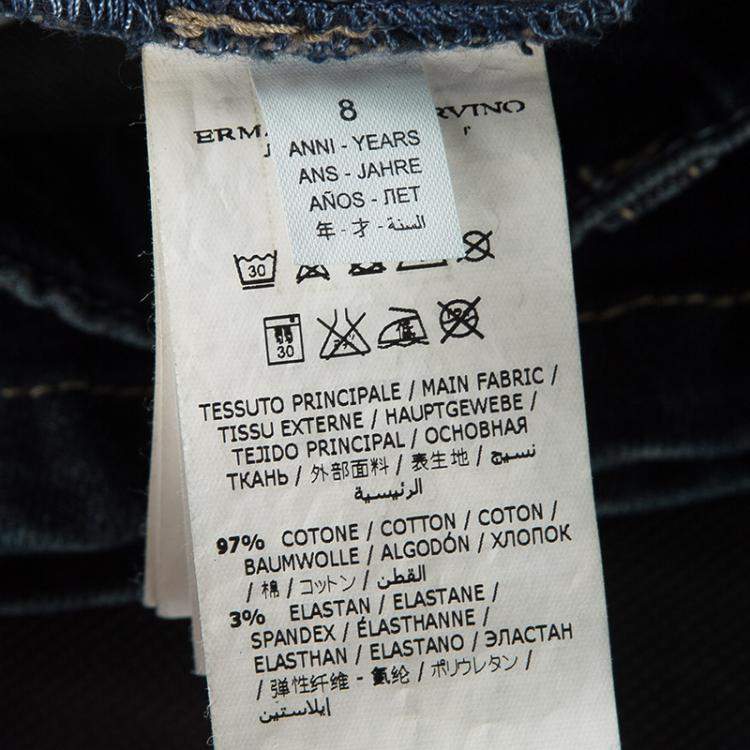 8
ANNI - YEARS
ANS - JAHRE
AÑOS - ЛЕТ
年 - 才 - السنة
30
30
低
TESSUTO PRINCIPALE / MAIN FABRIC /
TISSU EXTERNE / HAUPTGEWEBE /
TEJIDO PRINCIPAL / ОСНОВНАЯ
ТКАНЬ / 外部面料 / 表生地 / نسيج
الرئيسية
97% COTONE / COTTON / COTON /
BAUMWOLLE / ALGODÓN / ХЛОПОК
/ 棉 / コットン / القطن
3% ELASTAN / ELASTANE /
SPANDEX / ÉLASTHANNE /
ELASTHAN / ELASTANO / ЭЛАСТАН
/ 弹性纤维 - 氨纶 / ポリウレタン /
إيلاستين